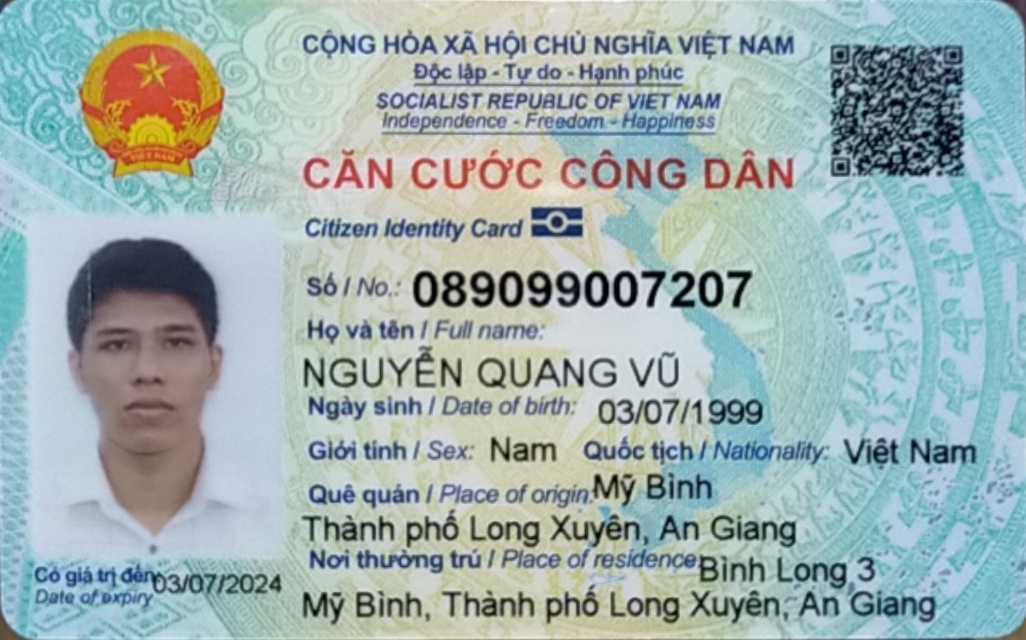 CỘNG HÒA XÃ HỘI CHỦ NGHĨA VIỆT NAM
Độc lập - Tự do - Hạnh phúc
SOCIALIST REPUBLIC OF VIET NAM
Independence - Freedom - Happiness
CĂN CƯỚC CÔNG DÂN
Citizen Identity Card
Số / No.: 089099007207
Họ và tên / Full name:
NGUYỄN QUANG VŨ
Ngày sinh / Date of birth: 03/07/1999
Giới tính / Sex: Nam Quốc tịch / Nationality: Việt Nam
Quê quán / Place of origin: Mỹ Bình
Thành phố Long Xuyên, An Giang
Nơi thường trú / Place of residence: Bình Long 3
Mỹ Bình, Thành phố Long Xuyên, An Giang
Có giá trị đến: 03/07/2024
Date of expiry
VIỆT NAM